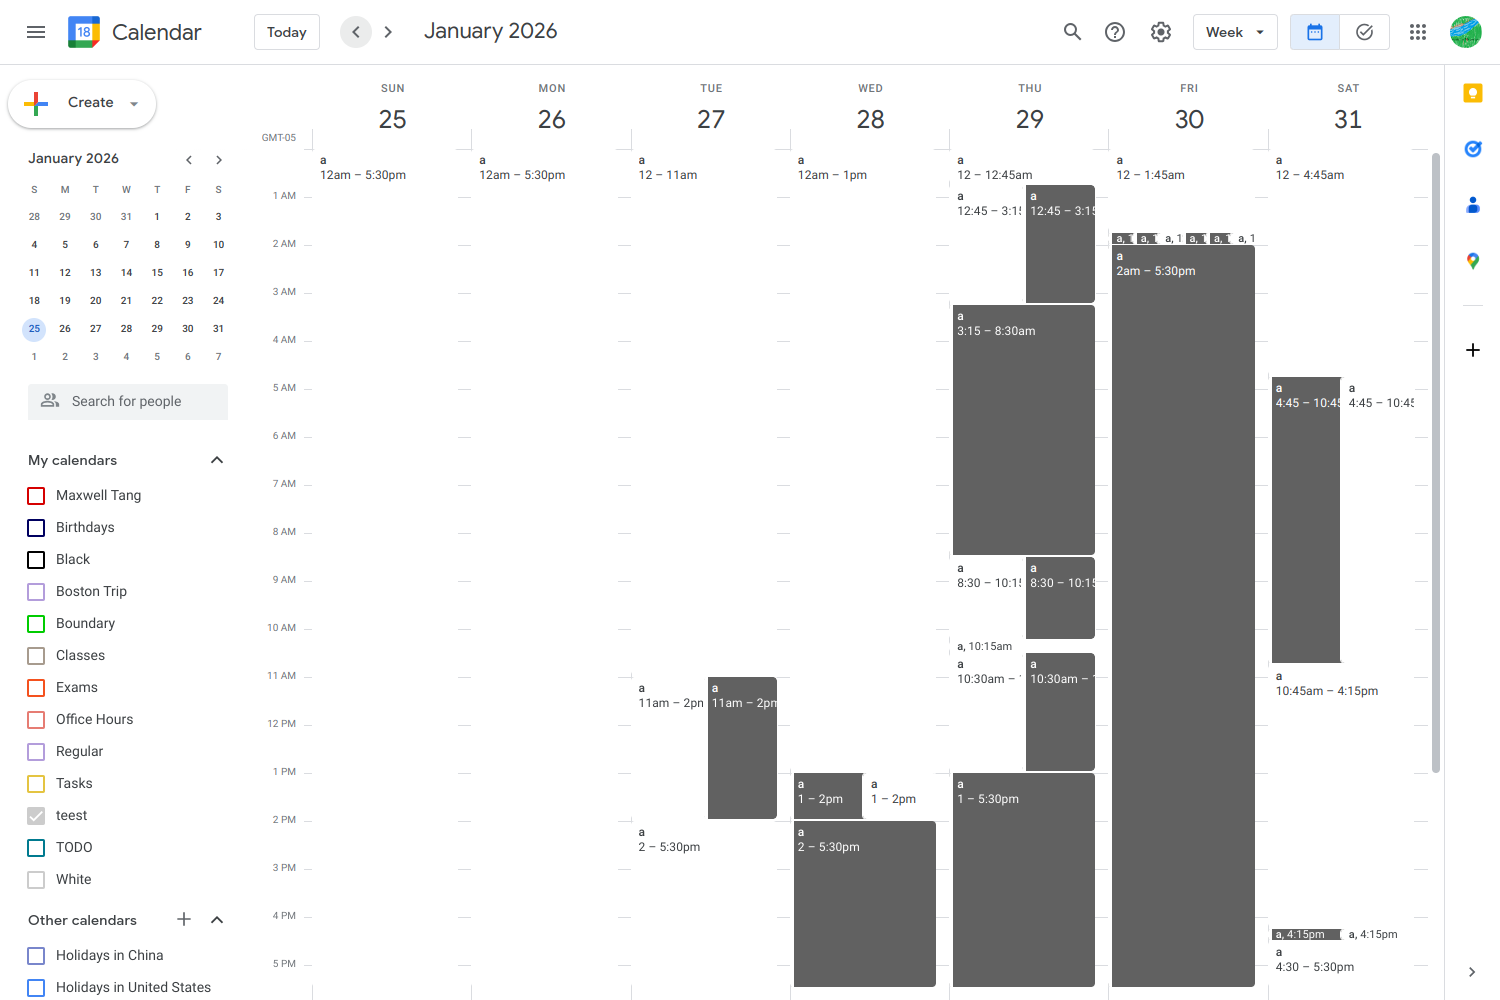 18 Calendar Today January 2026 Week
Create
January 2026
S M T W T F S
28 29 30 31 1 2 3
4 5 6 7 8 9 10
11 12 13 14 15 16 17
18 19 20 21 22 23 24
25 26 27 28 29 30 31
1 2 3 4 5 6 7
Search for people
My calendars
Maxwell Tang
Birthdays
Black
Boston Trip
Boundary
Classes
Exams
Office Hours
Regular
Tasks
teest
TODO
White
Other calendars
Holidays in China
Holidays in United States
SUN MON TUE WED THU FRI SAT
25 26 27 28 29 30 31
GMT-05
1 AM
2 AM
3 AM
4 AM
5 AM
6 AM
7 AM
8 AM
9 AM
10 AM
11 AM
12 PM
1 PM
2 PM
3 PM
4 PM
5 PM
a
12am – 5:30pm
a
12am – 5:30pm
a
12 – 11am
a
11am – 2pm
a
11am – 2pm
a
2 – 5:30pm
a
12am – 1pm
a
1 – 2pm
a
1 – 2pm
a
2 – 5:30pm
a
12 – 12:45am
a
12:45 – 3:15
a
12:45 – 3:15
a
3:15 – 8:30am
a
8:30 – 10:15
a
8:30 – 10:15
a, 10:15am
a
10:30am –
a
10:30am –
a
1 – 5:30pm
a
12 – 1:45am
a, 1 a, 1 a, 1 a, 1 a, 1 a, 1
a
2am – 5:30pm
a
12 – 4:45am
a
4:45 – 10:45
a
4:45 – 10:45
a
10:45am – 4:15pm
a, 4:15pm a, 4:15pm
a
4:30 – 5:30pm